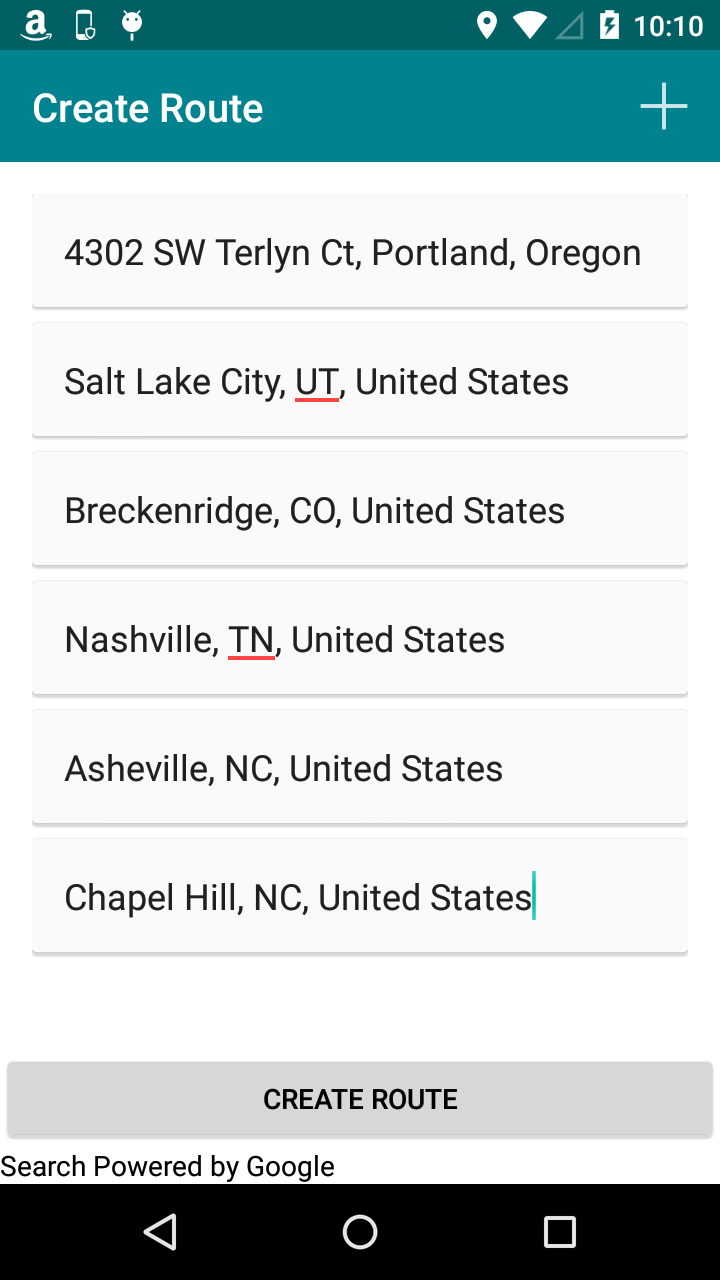 10:10
Create Route
4302 SW Terlyn Ct, Portland, Oregon
Salt Lake City, UT, United States
Breckenridge, CO, United States
Nashville, TN, United States
Asheville, NC, United States
Chapel Hill, NC, United States
CREATE ROUTE
Search Powered by Google